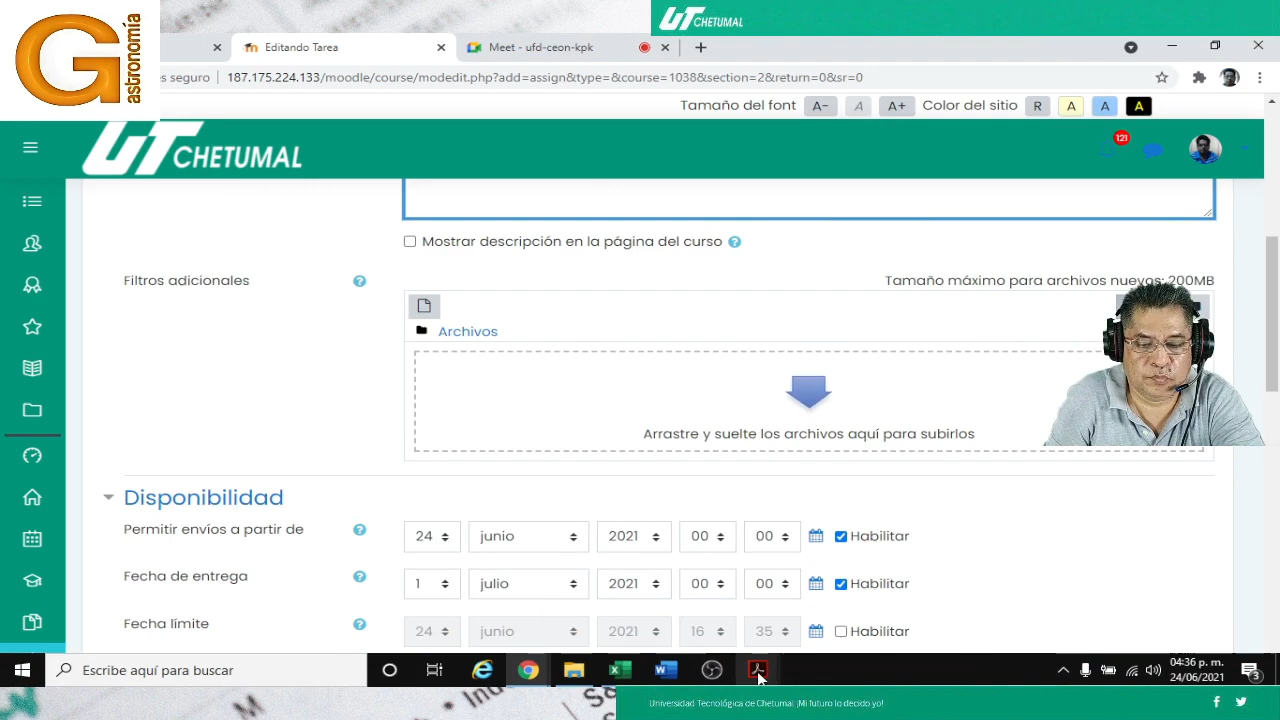 Gastronomía
UT CHETUMAL
Editando Tarea
Meet - ufd-ceon-kpk
es seguro
187.175.224.133/moodle/course/modedit.php?add=assign&type=&course=1038&section=2&return=0&sr=0
Tamaño del font A- A A+ Color del sitio R A A A
UT CHETUMAL
121
Mostrar descripción en la página del curso
Filtros adicionales
Tamaño máximo para archivos nuevos: 200MB
Archivos
Arrastre y suelte los archivos aquí para subirlos
Disponibilidad
Permitir envíos a partir de 24 junio 2021 00 00 Habilitar
Fecha de entrega 1 julio 2021 00 00 Habilitar
Fecha límite 24 junio 2021 16 35 Habilitar
Escribe aquí para buscar
04:36 p. m.
24/06/2021
3
Universidad Tecnológica de Chetumal ¡Mi futuro lo decido yo!